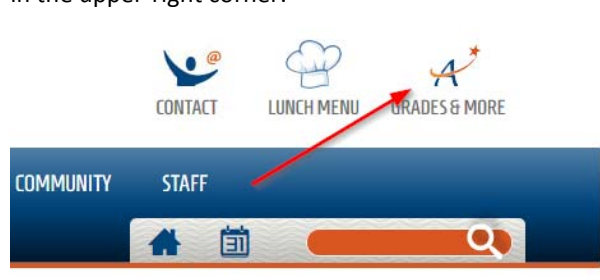 in the upper right corner.
CONTACT LUNCH MENU GRADES & MORE
COMMUNITY STAFF
31